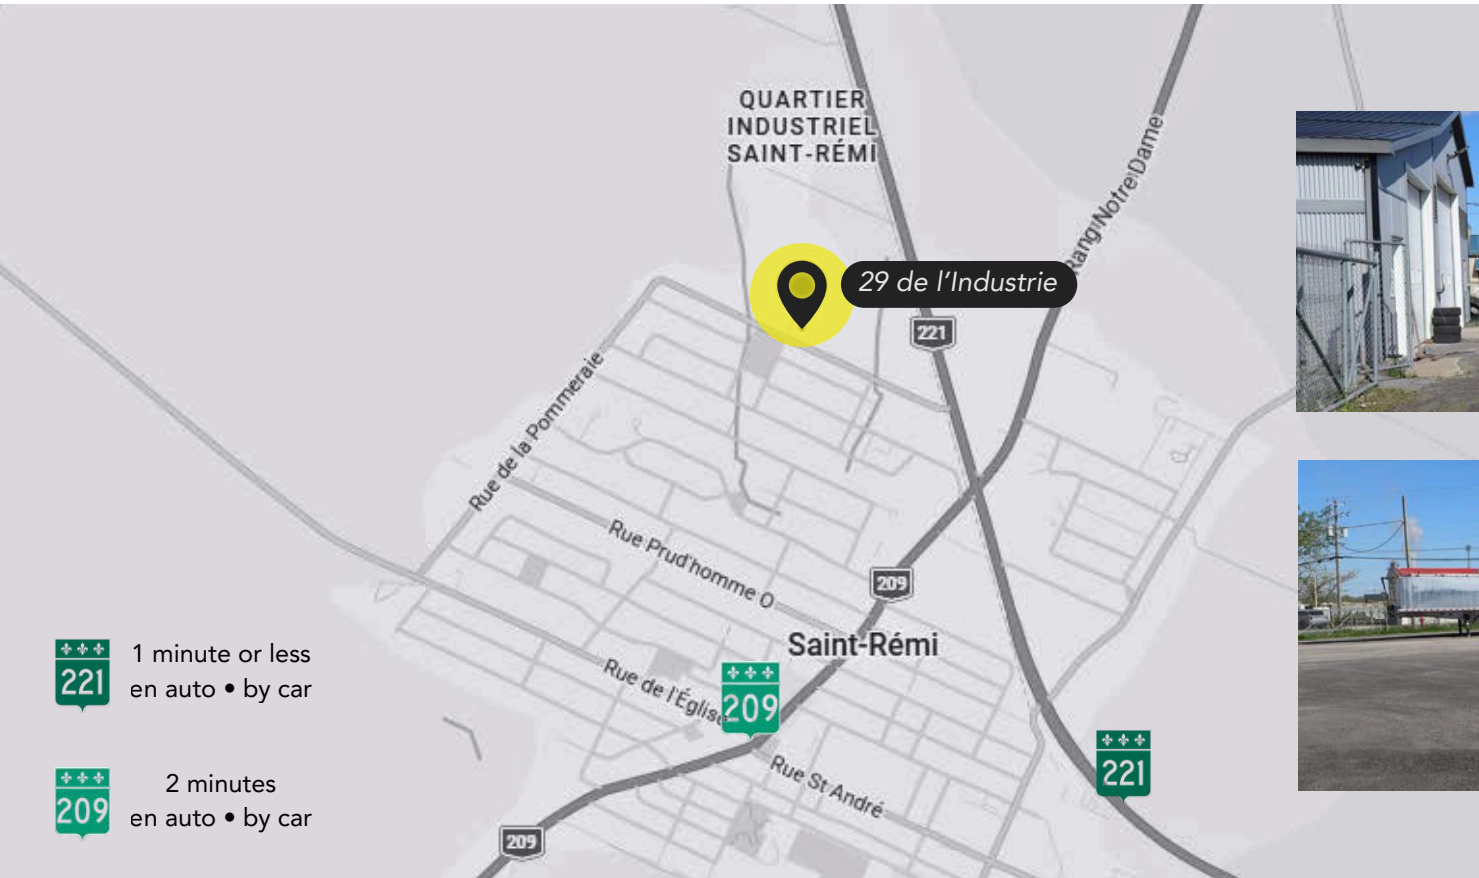 QUARTIER
INDUSTRIEL
SAINT-RÉMI
Rang Notre Dame
29 de l'Industrie
221
Rue de la Pommeraie
Rue Prud'homme O
209
Saint-Rémi
Rue de l'Église
209
Rue St André
221
209
221
1 minute or less
en auto • by car
209
2 minutes
en auto • by car